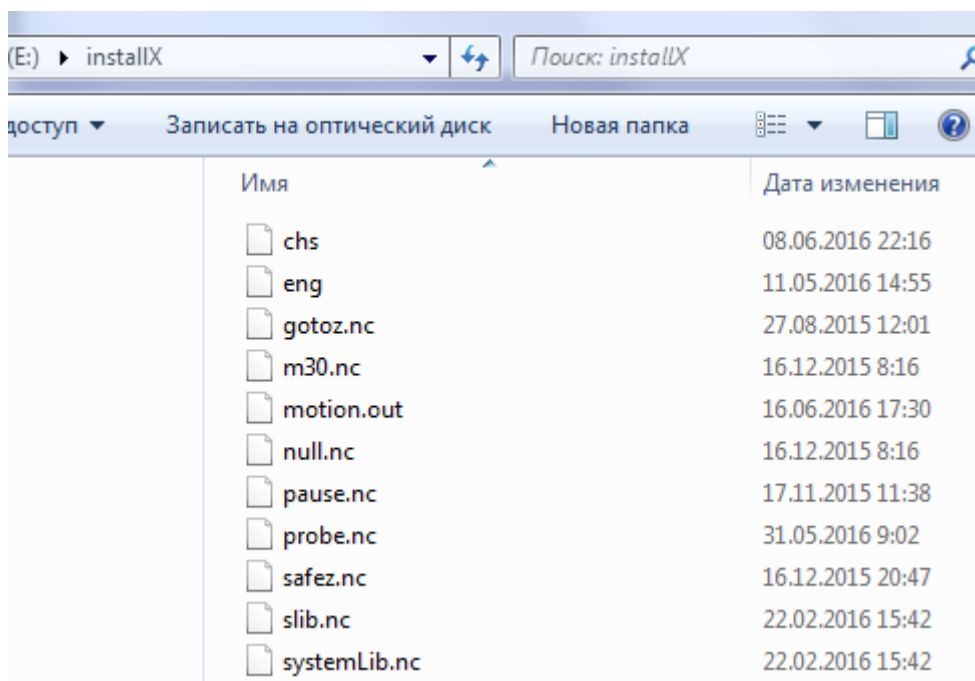 (E:) installX Поиск: installX
доступ Записать на оптический диск Новая папка
Имя Дата изменения
chs 08.06.2016 22:16
eng 11.05.2016 14:55
gotoz.nc 27.08.2015 12:01
m30.nc 16.12.2015 8:16
motion.out 16.06.2016 17:30
null.nc 16.12.2015 8:16
pause.nc 17.11.2015 11:38
probe.nc 31.05.2016 9:02
safez.nc 16.12.2015 20:47
slib.nc 22.02.2016 15:42
systemLib.nc 22.02.2016 15:42